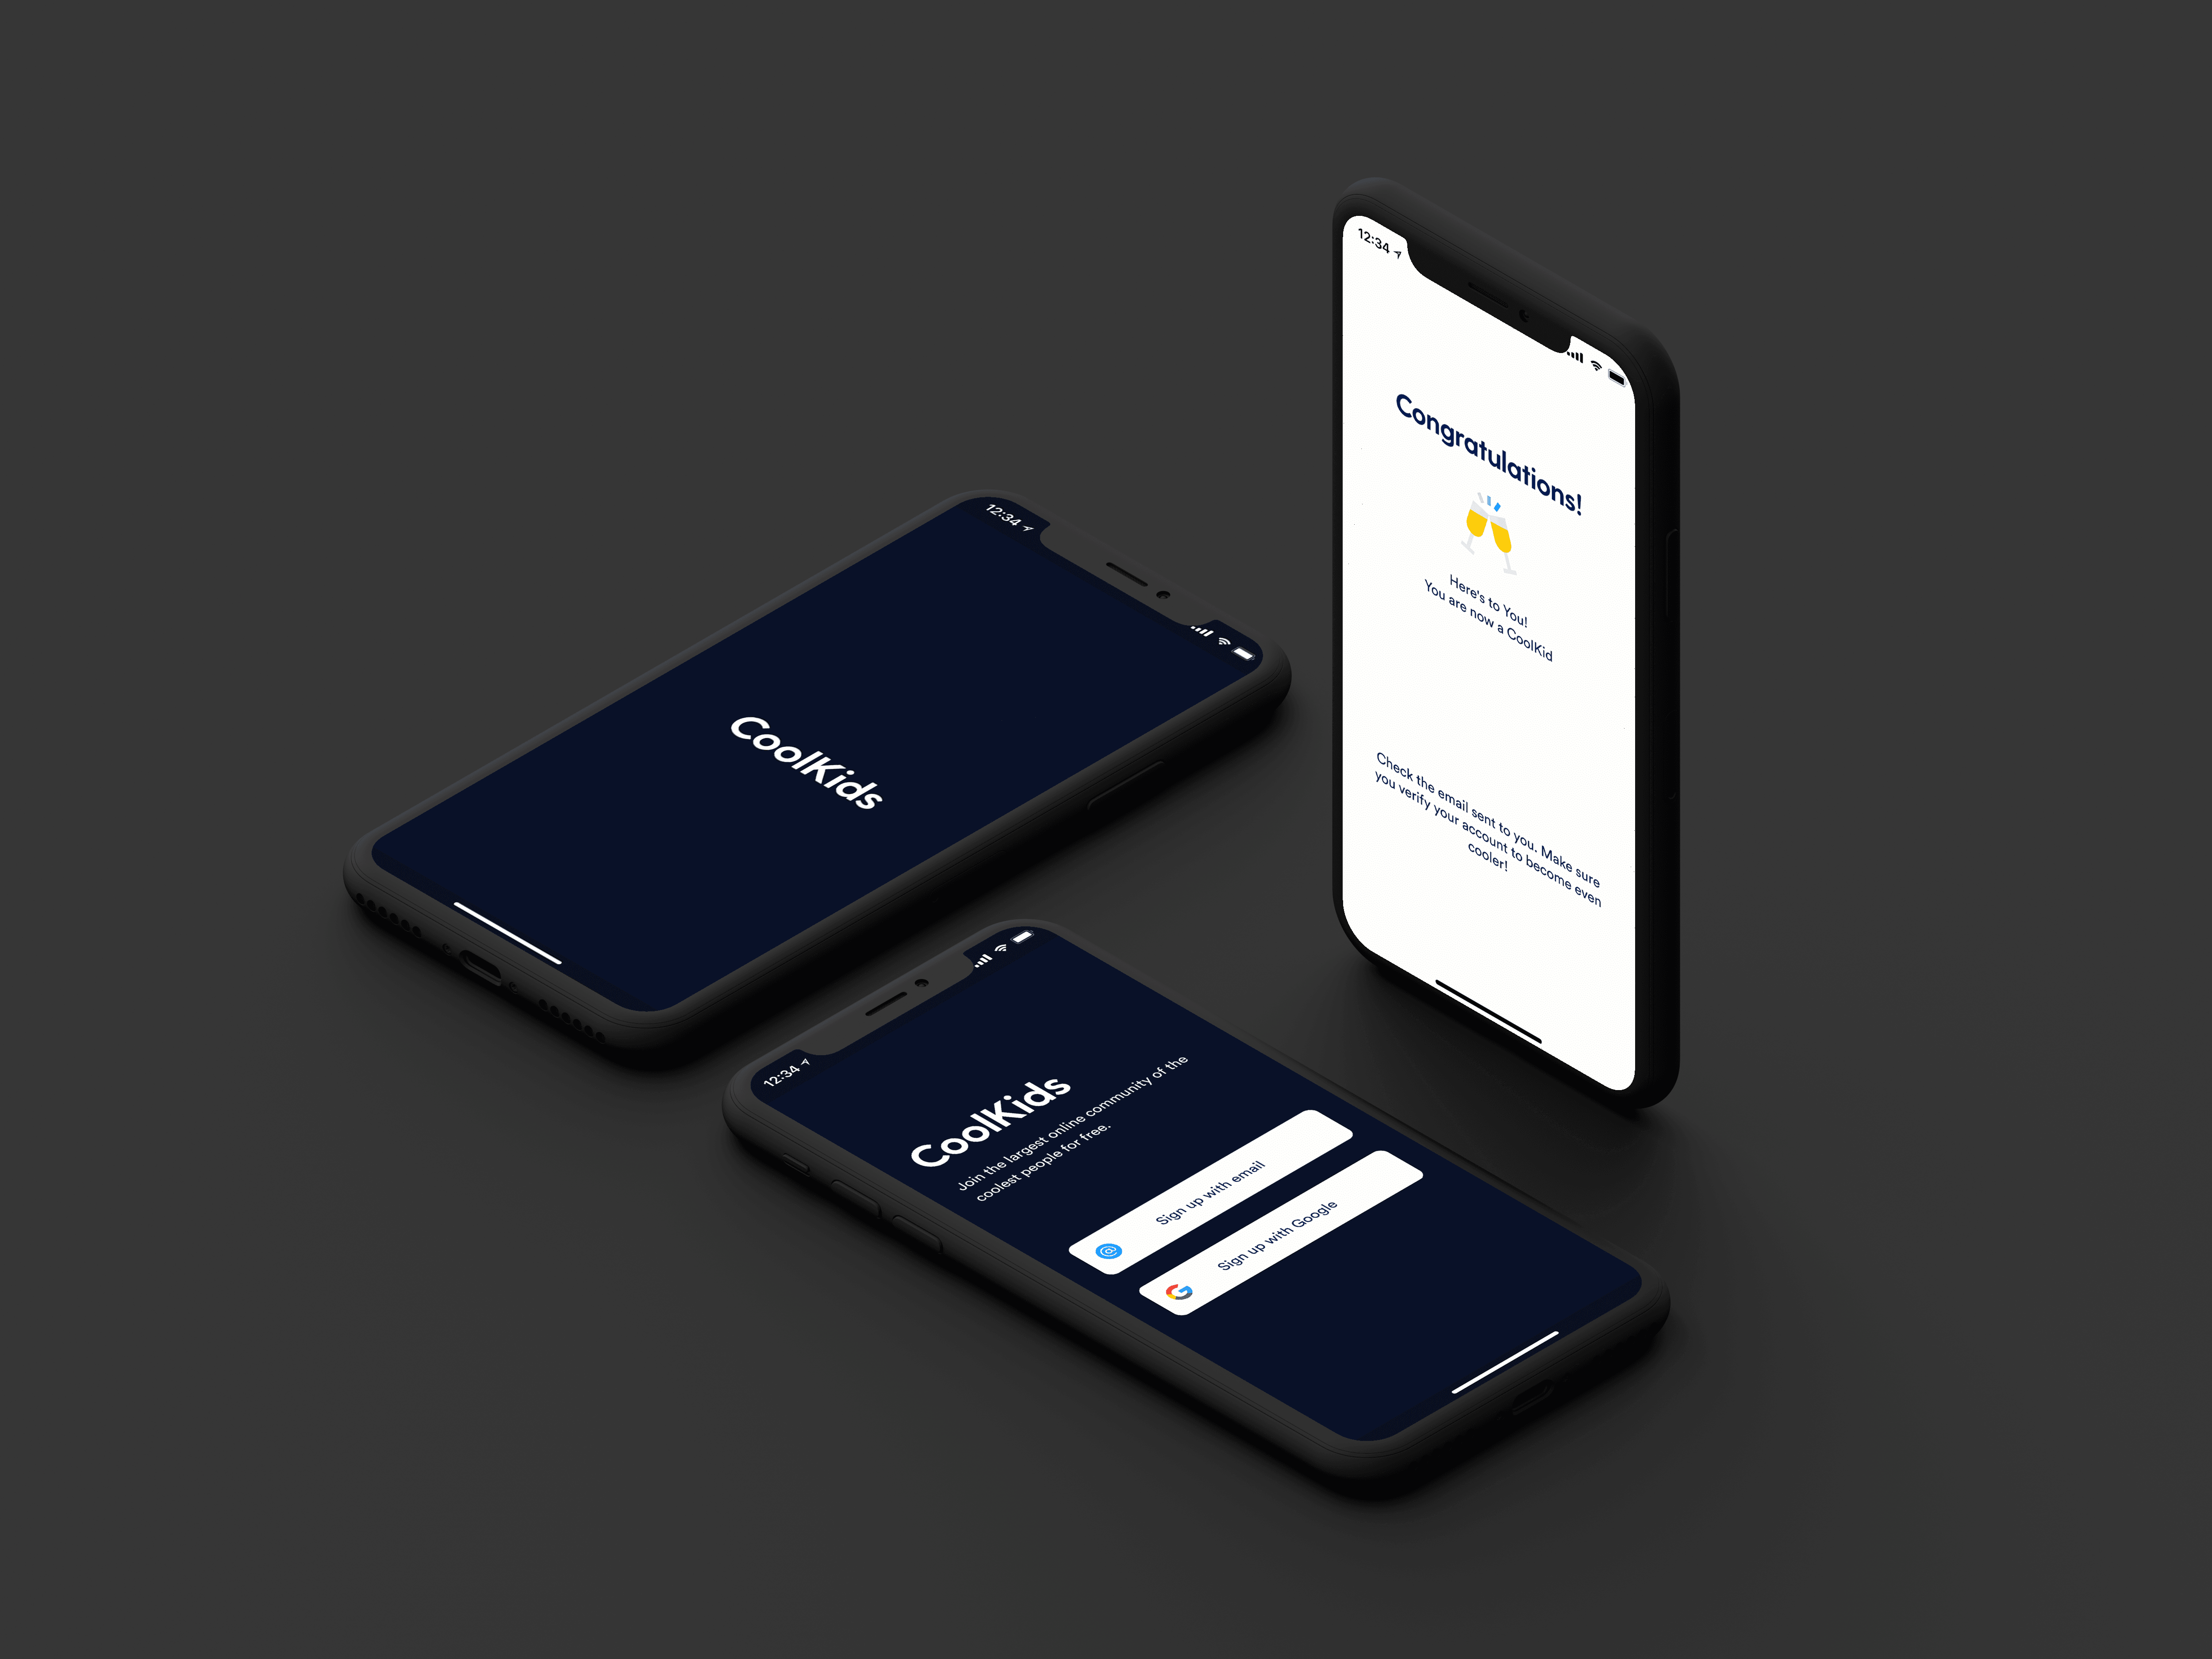 12:34
CoolKids
12:34
CoolKids
Join the largest online community of the
coolest people for free.
Sign up with email
Sign up with Google
12:34
Congratulations!
Here's to You!
You are now a CoolKid
Check the email sent to you. Make sure
you verify your account to become even
cooler!